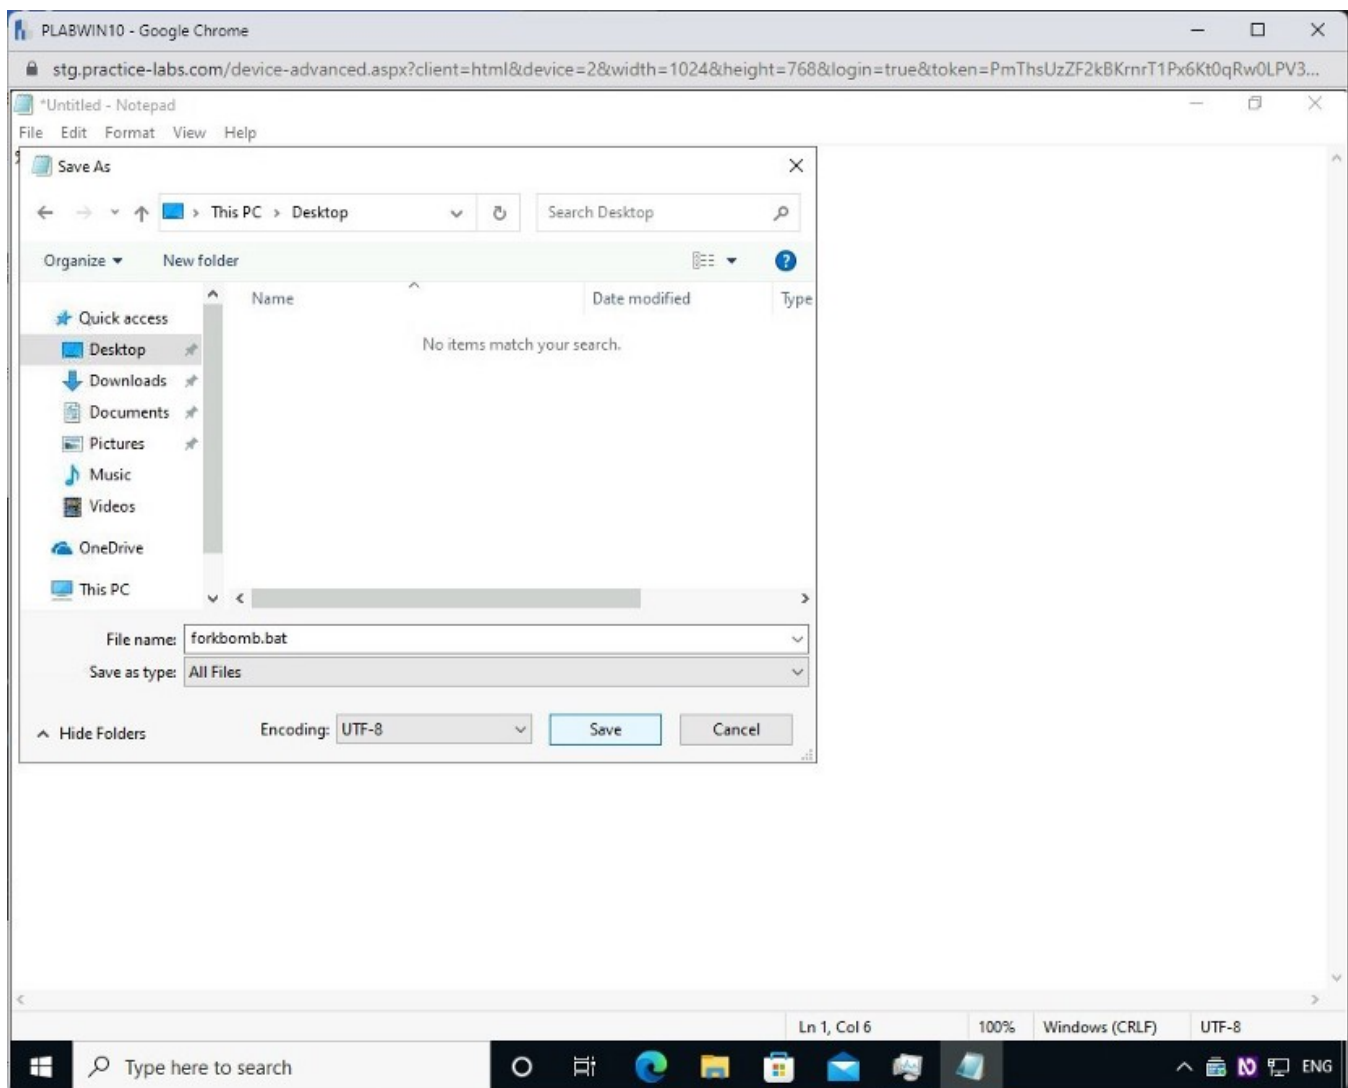 PLABWIN10 - Google Chrome
stg.practice-labs.com/device-advanced.aspx?client=html&device=2&width=1024&height=768&login=true&token=PmThsUzZF2kBKrnrT1Px6Kt0qRw0LPV3...
*Untitled - Notepad
File Edit Format View Help
Save As
This PC > Desktop
Search Desktop
Organize
New folder
Name
Date modified
Type
Quick access
No items match your search.
Desktop
Downloads
Documents
Pictures
Music
Videos
OneDrive
This PC
File name: forkbomb.bat
Save as type: All Files
Hide Folders
Encoding: UTF-8
Save
Cancel
Ln 1, Col 6
100%
Windows (CRLF)
UTF-8
Type here to search
ENG